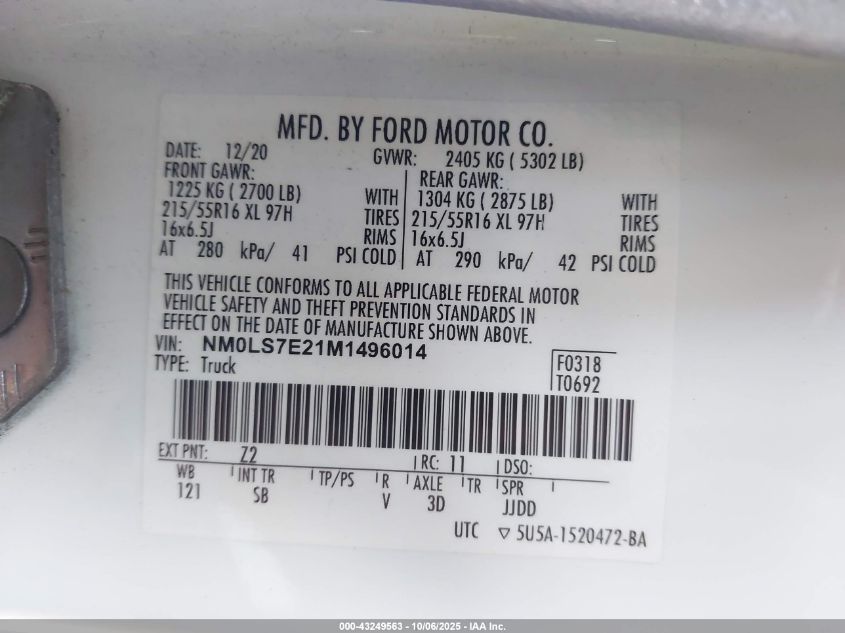 MFD. BY FORD MOTOR CO.
DATE: 12/20 GVWR: 2405 KG ( 5302 LB)
FRONT GAWR: REAR GAWR:
1225 KG ( 2700 LB) WITH 1304 KG ( 2875 LB) WITH
215/55R16 XL 97H TIRES 215/55R16 XL 97H TIRES
16x6.5J RIMS 16x6.5J RIMS
AT 280 kPa/ 41 PSI COLD AT 290 kPa/ 42 PSI COLD
THIS VEHICLE CONFORMS TO ALL APPLICABLE FEDERAL MOTOR
VEHICLE SAFETY AND THEFT PREVENTION STANDARDS IN
EFFECT ON THE DATE OF MANUFACTURE SHOWN ABOVE.
VIN: NM0LS7E21M1496014
TYPE: Truck
F0318
T0692
EXT PNT: Z2 RC: 11 DSO:
WB INT TR TP/PS R AXLE TR SPR
121 SB V 3D JJDD
UTC ▽ 5U5A-1520472-BA
000-43249563 - 10/06/2025 - IAA Inc.